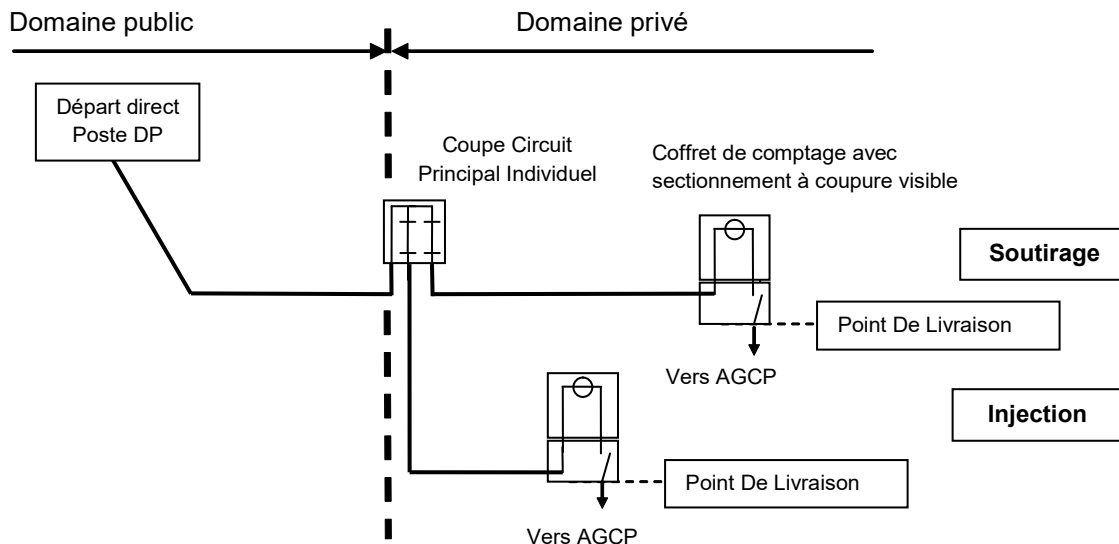 Domaine public
Domaine privé
Départ direct
Poste DP
Coupe Circuit
Principal Individuel
Coffret de comptage avec
sectionnement à coupure visible
Soutirage
Point De Livraison
Vers AGCP
Injection
Point De Livraison
Vers AGCP